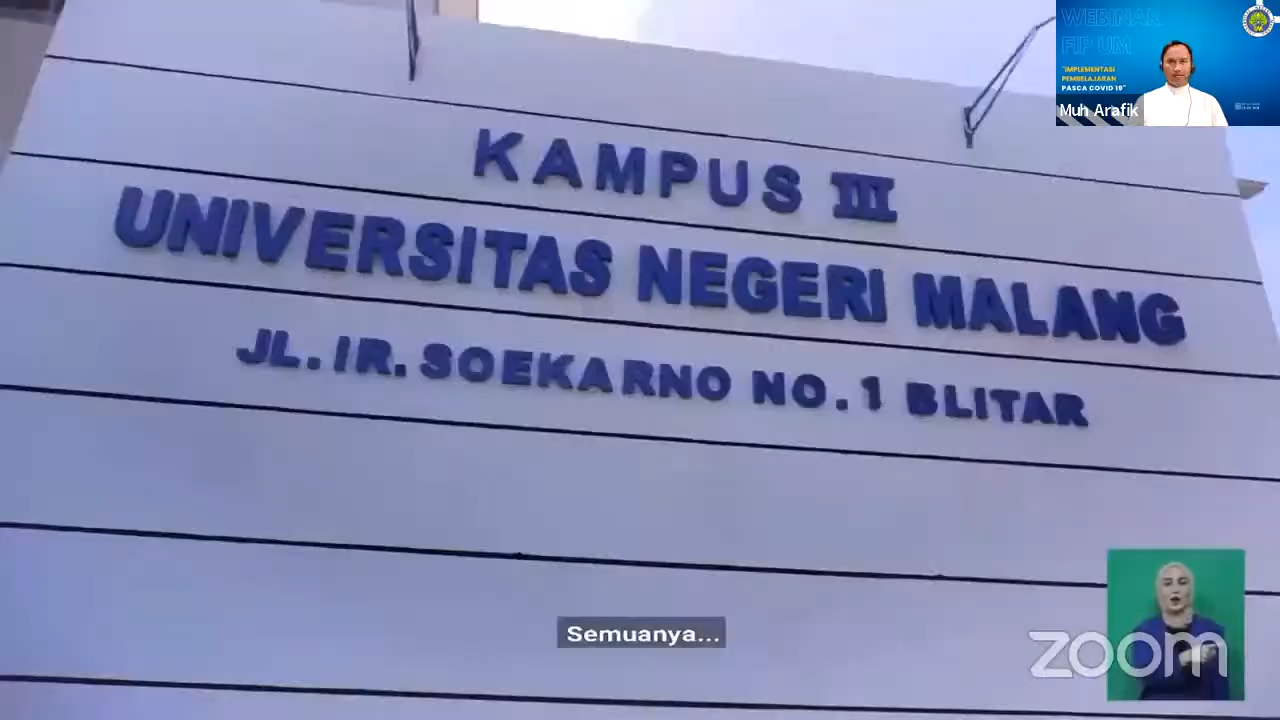 WEBINAR
FIP UM
"IMPLEMENTASI
PEMBELAJARAN
PASCA COVID 19"
Muh Arafik
KAMPUS III
UNIVERSITAS NEGERI MALANG
JL. IR. SOEKARNO NO. 1 BLITAR
Semuanya...
zoom